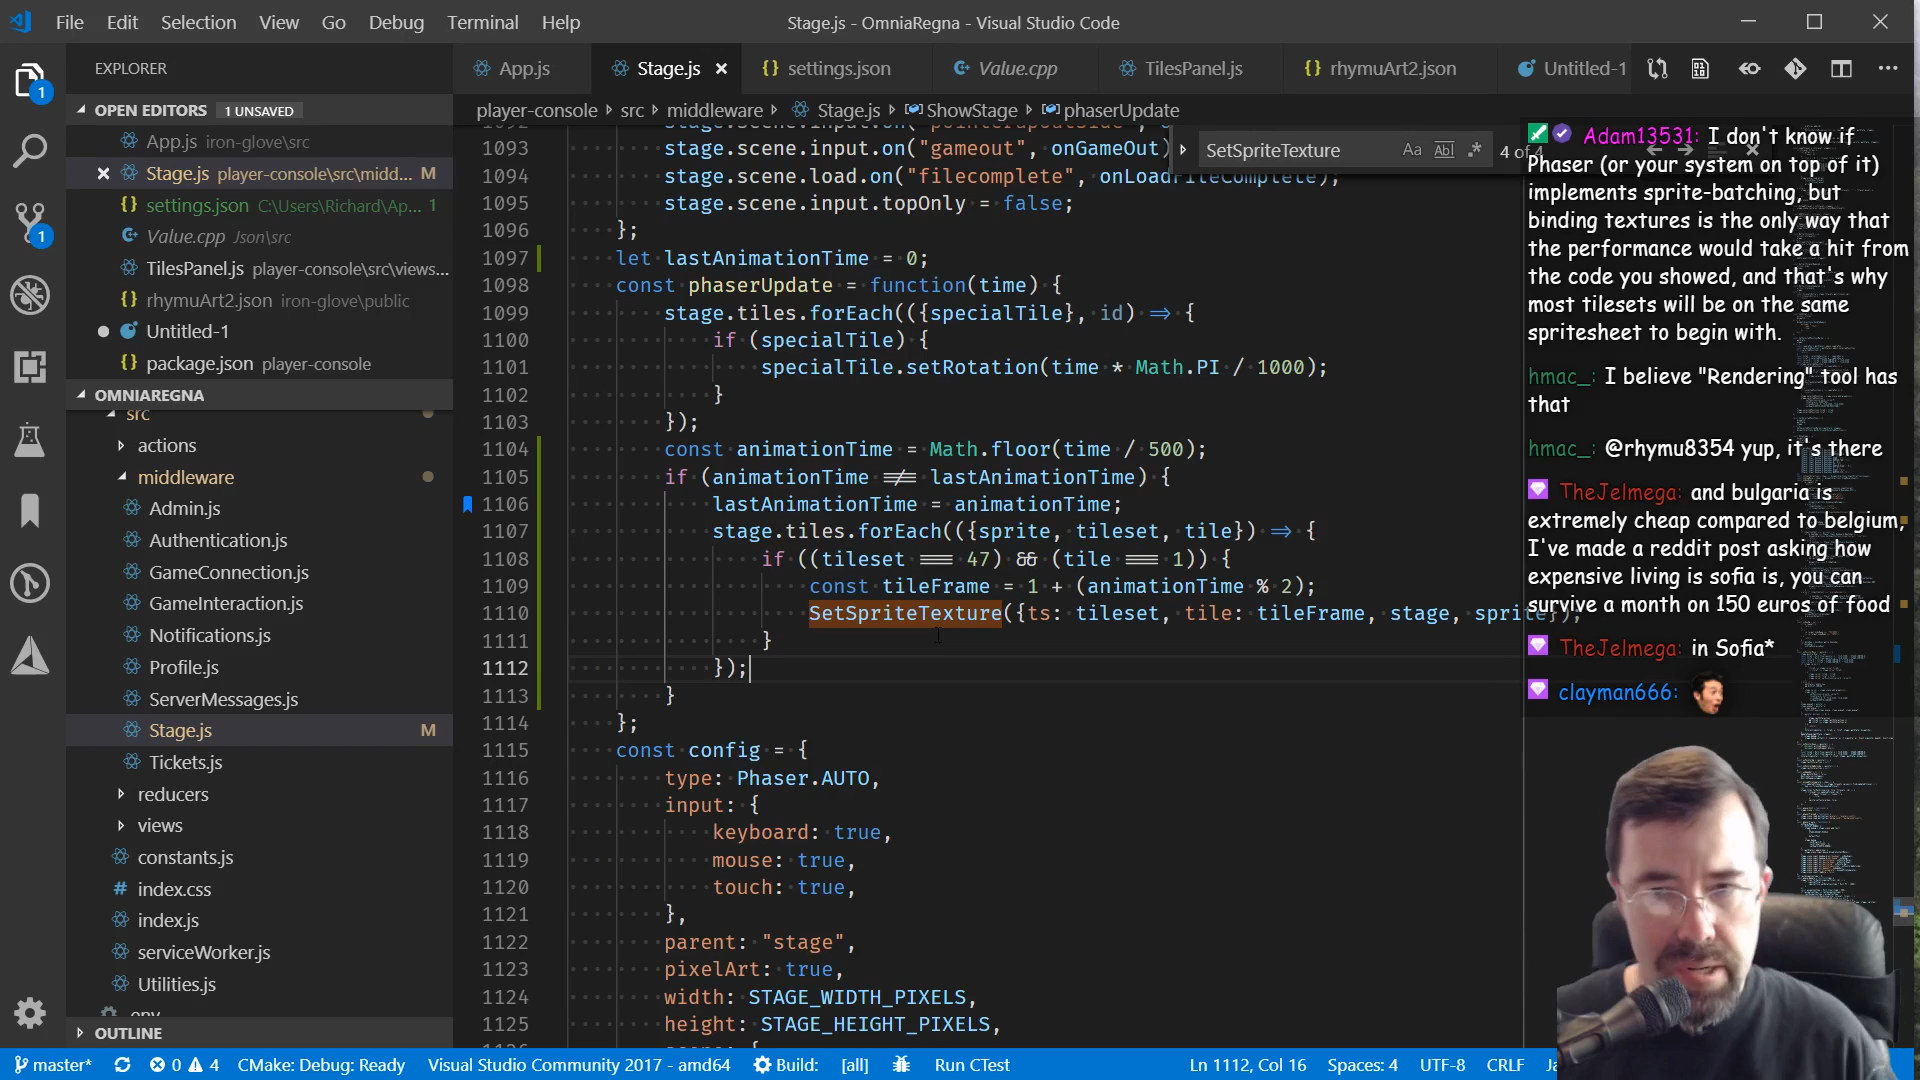 File Edit Selection View Go Debug Terminal Help
Stage.js - OmniaRegna - Visual Studio Code
EXPLORER
App.js
Stage.js
settings.json
Value.cpp
TilesPanel.js
rhymuArt2.json
Untitled-1
OPEN EDITORS 1 UNSAVED
App.js iron-glove\src
Stage.js player-console\src\midd... M
settings.json C:\Users\Richard\Ap... 1
Value.cpp Json\src
TilesPanel.js player-console\src\views...
rhymuArt2.json iron-glove\public
Untitled-1
package.json player-console
OMNIAREGNA
src
actions
middleware
Admin.js
Authentication.js
GameConnection.js
GameInteraction.js
Notifications.js
Profile.js
ServerMessages.js
Stage.js M
Tickets.js
reducers
views
constants.js
index.css
index.js
serviceWorker.js
Utilities.js
OUTLINE
player-console > src > middleware > Stage.js > ShowStage > phaserUpdate
SetSpriteTexture Aa Abl .* 4 of 4
1093 stage.scene.input.on("gameout", onGameOut)
1094 stage.scene.load.on("filecomplete", onLoadFileComplete);
1095 stage.scene.input.topOnly = false;
1096 };
1097 let lastAnimationTime = 0;
1098 const phaserUpdate = function(time) {
1099 stage.tiles.forEach(({specialTile}, id) => {
1100 if (specialTile) {
1101 specialTile.setRotation(time * Math.PI / 1000);
1102 }
1103 });
1104 const animationTime = Math.floor(time / 500);
1105 if (animationTime !== lastAnimationTime) {
1106 lastAnimationTime = animationTime;
1107 stage.tiles.forEach(({sprite, tileset, tile}) => {
1108 if ((tileset === 47) && (tile === 1)) {
1109 const tileFrame = 1 + (animationTime % 2);
1110 SetSpriteTexture({ts: tileset, tile: tileFrame, stage, sprite});
1111 }
1112 });
1113 }
1114 };
1115 const config = {
1116 type: Phaser.AUTO,
1117 input: {
1118 keyboard: true,
1119 mouse: true,
1120 touch: true,
1121 },
1122 parent: "stage",
1123 pixelArt: true,
1124 width: STAGE_WIDTH_PIXELS,
1125 height: STAGE_HEIGHT_PIXELS,
Adam13531: I don't know if
Phaser (or your system on top of it)
implements sprite-batching, but
binding textures is the only way that
the performance would take a hit from
the code you showed, and that's why
most tilesets will be on the same
spritesheet to begin with.
hmac_: I believe "Rendering" tool has
that
hmac_: @rhymu8354 yup, it's there
TheJelmega: and bulgaria is
extremely cheap compared to belgium,
I've made a reddit post asking how
expensive living is sofia is, you can
survive a month on 150 euros of food
TheJelmega: in Sofia*
clayman666:
master* 0 4 CMake: Debug: Ready Visual Studio Community 2017 - amd64 Build: [all] Run CTest Ln 1112, Col 16 Spaces: 4 UTF-8 CRLF